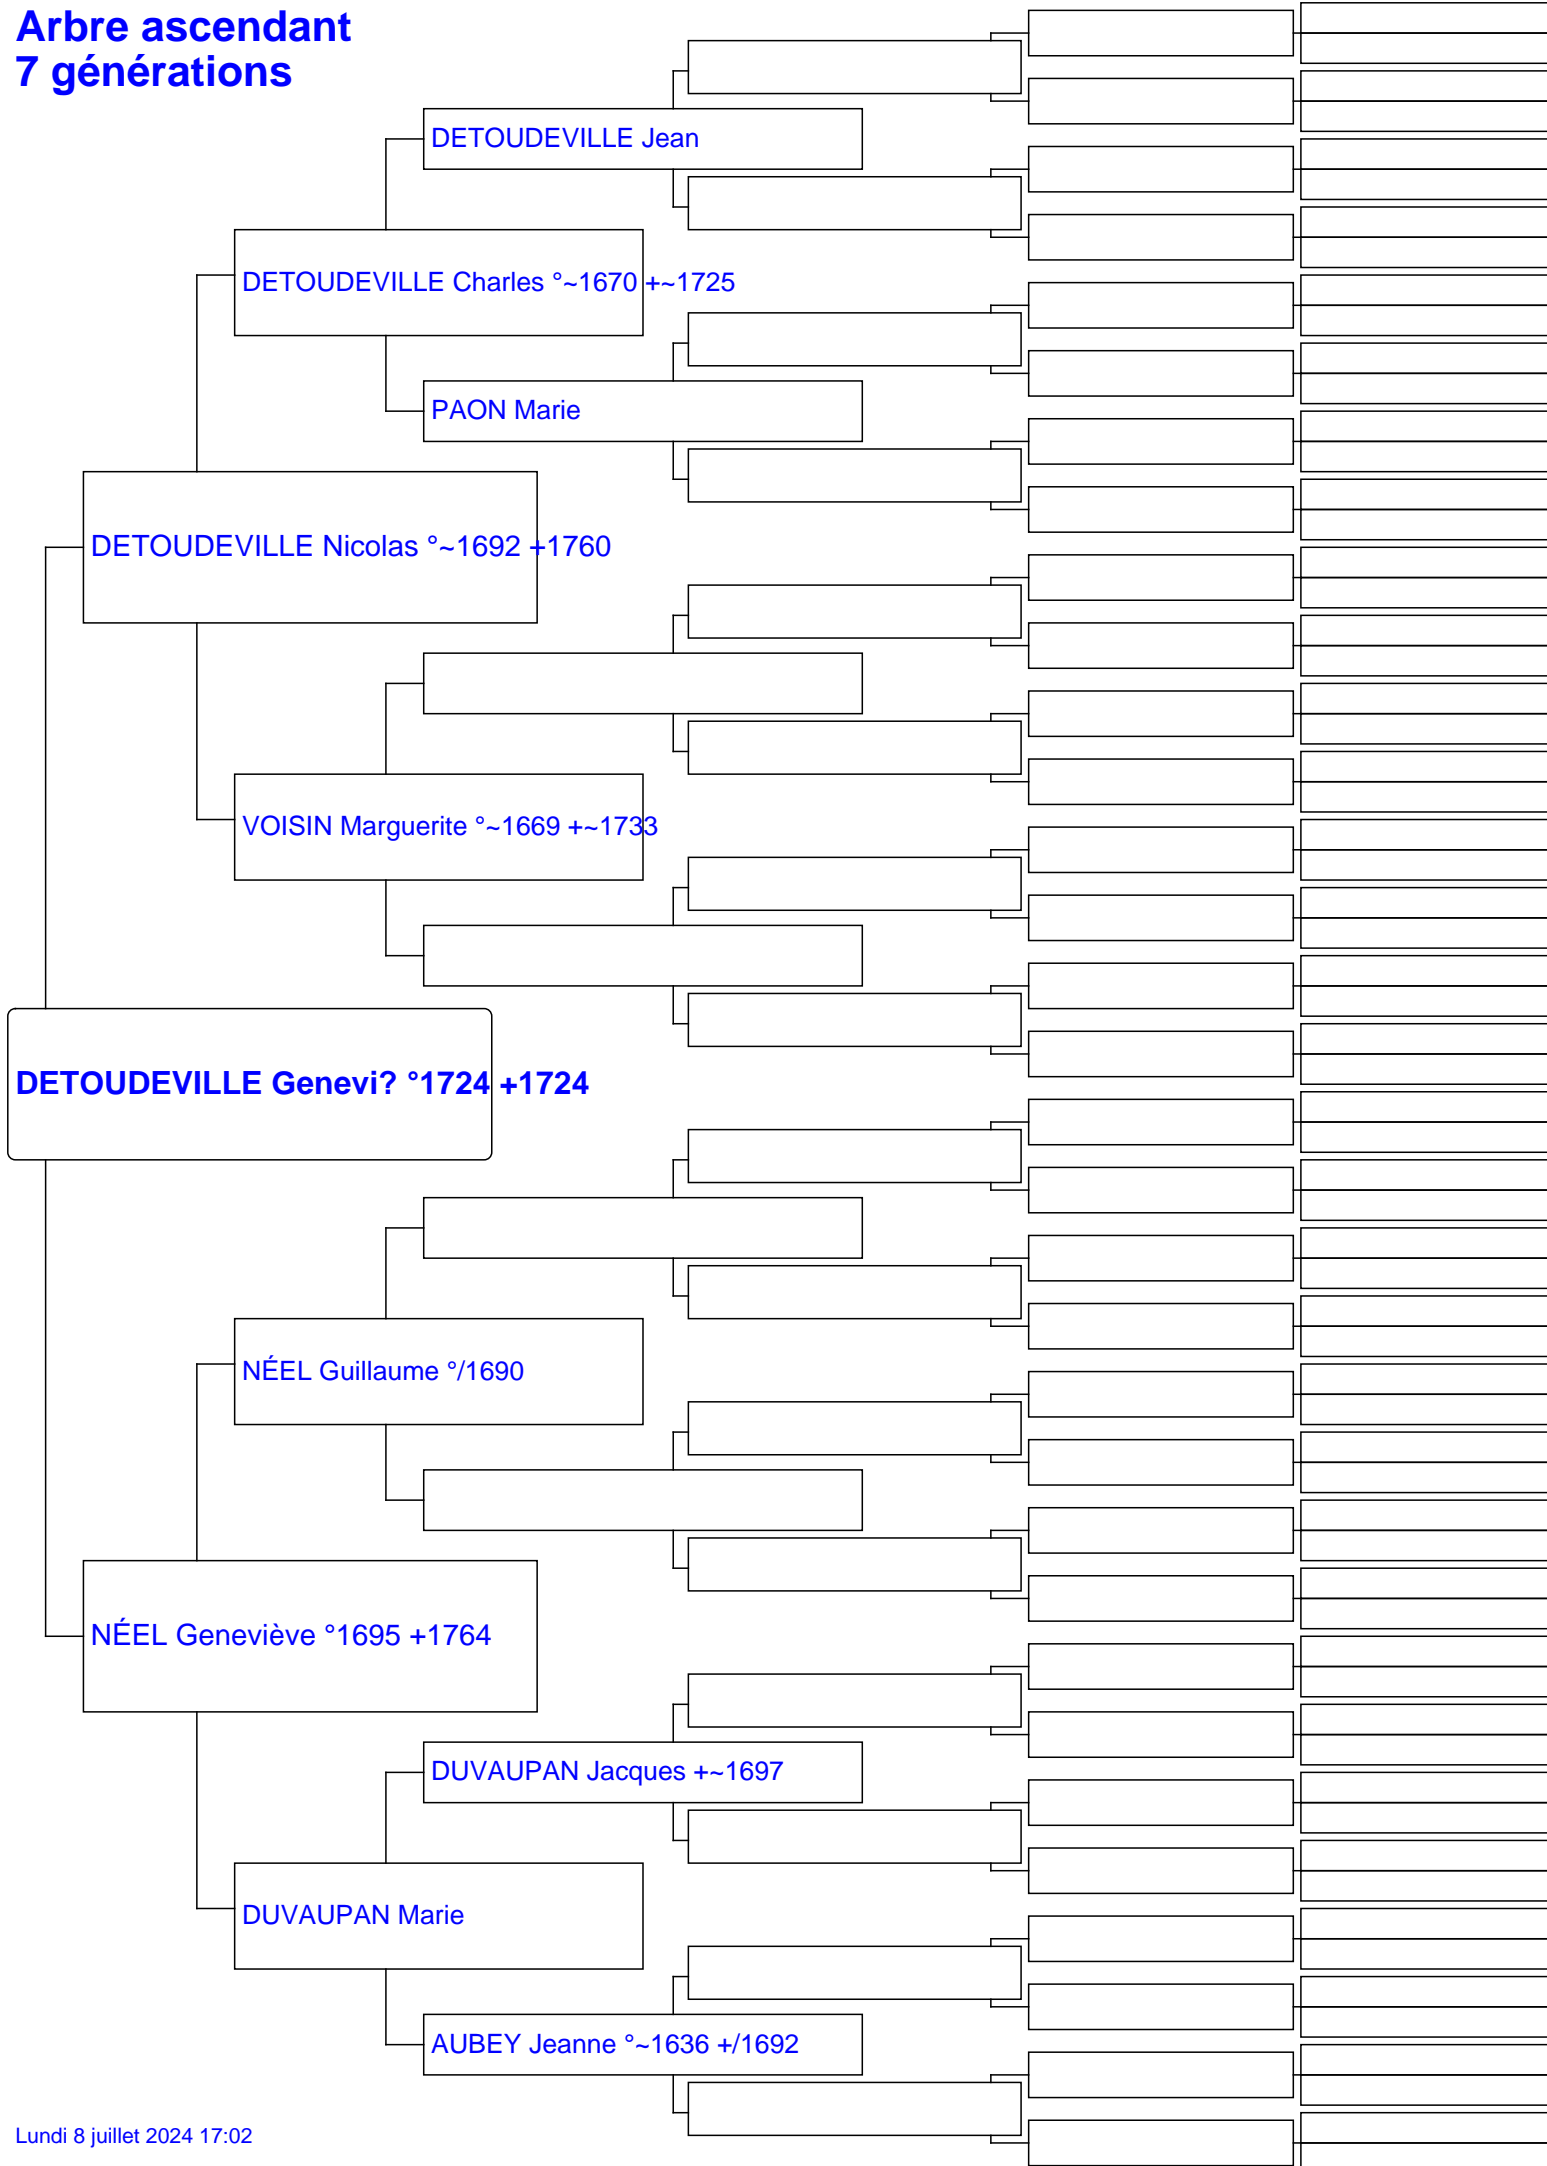 Arbre ascendant
7 générations
DETOUDEVILLE Jean
DETOUDEVILLE Charles °~1670 +~1725
PAON Marie
DETOUDEVILLE Nicolas °~1692 +1760
VOISIN Marguerite °~1669 +~1733
DETOUDEVILLE Genevi? °1724 +1724
NÉEL Guillaume °/1690
NÉEL Geneviève °1695 +1764
DUVAUPAN Jacques +~1697
DUVAUPAN Marie
AUBEY Jeanne °~1636 +/1692
Lundi 8 juillet 2024 17:02